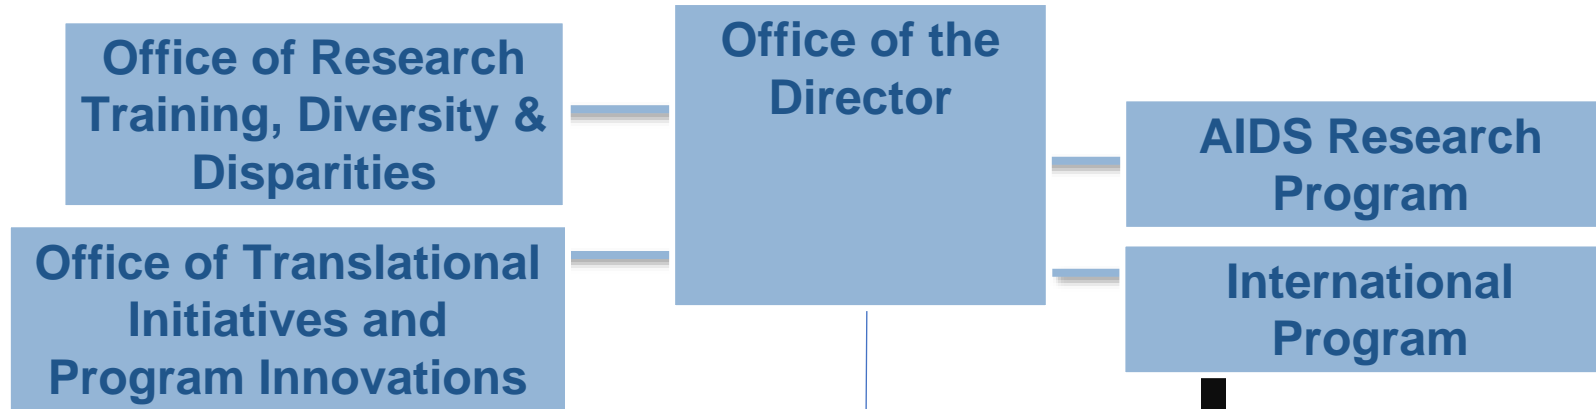 Office of Research
Training, Diversity &
Disparities
Office of Translational
Initiatives and
Program Innovations
Office of the
Director
AIDS Research
Program
International
Program